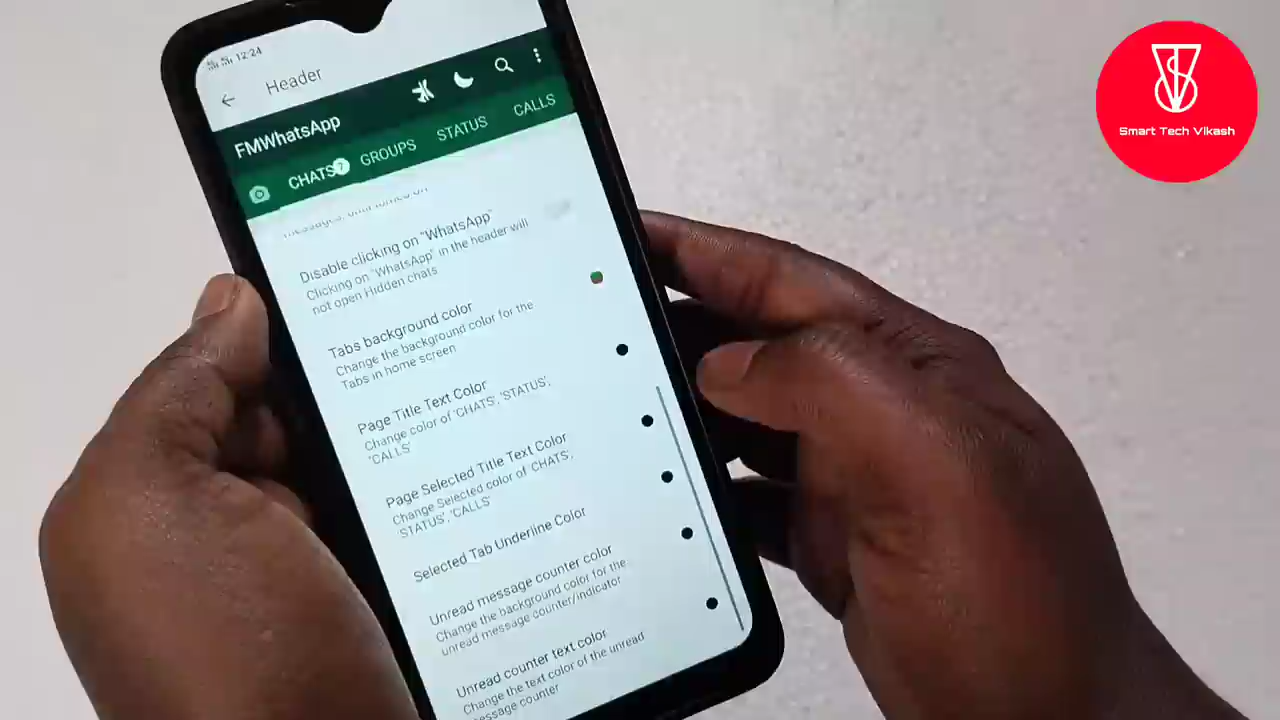 12:24
Header
FMWhatsApp
CHATS 7 GROUPS STATUS CALLS
Disable clicking on "WhatsApp"
Clicking on "WhatsApp" in the header will
not open Hidden chats
Tabs background color
Change the background color for the
Tabs in home screen
Page Title Text Color
Change color of 'CHATS', 'STATUS',
'CALLS'
Page Selected Title Text Color
Change Selected color of 'CHATS',
'STATUS', 'CALLS'
Selected Tab Underline Color
Unread message counter color
Change the background color for the
unread message counter/indicator
Unread counter text color
Change the text color of the unread
message counter
Smart Tech Vikash